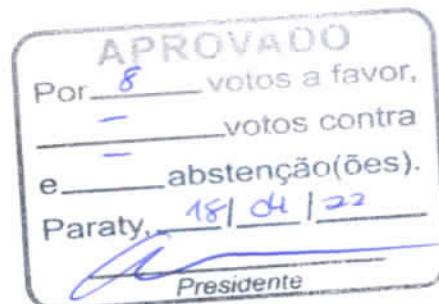 APROVADO
Por 8 votos a favor,
— votos contra
e — abstenção(ões).
Paraty, 18/04/22
Presidente